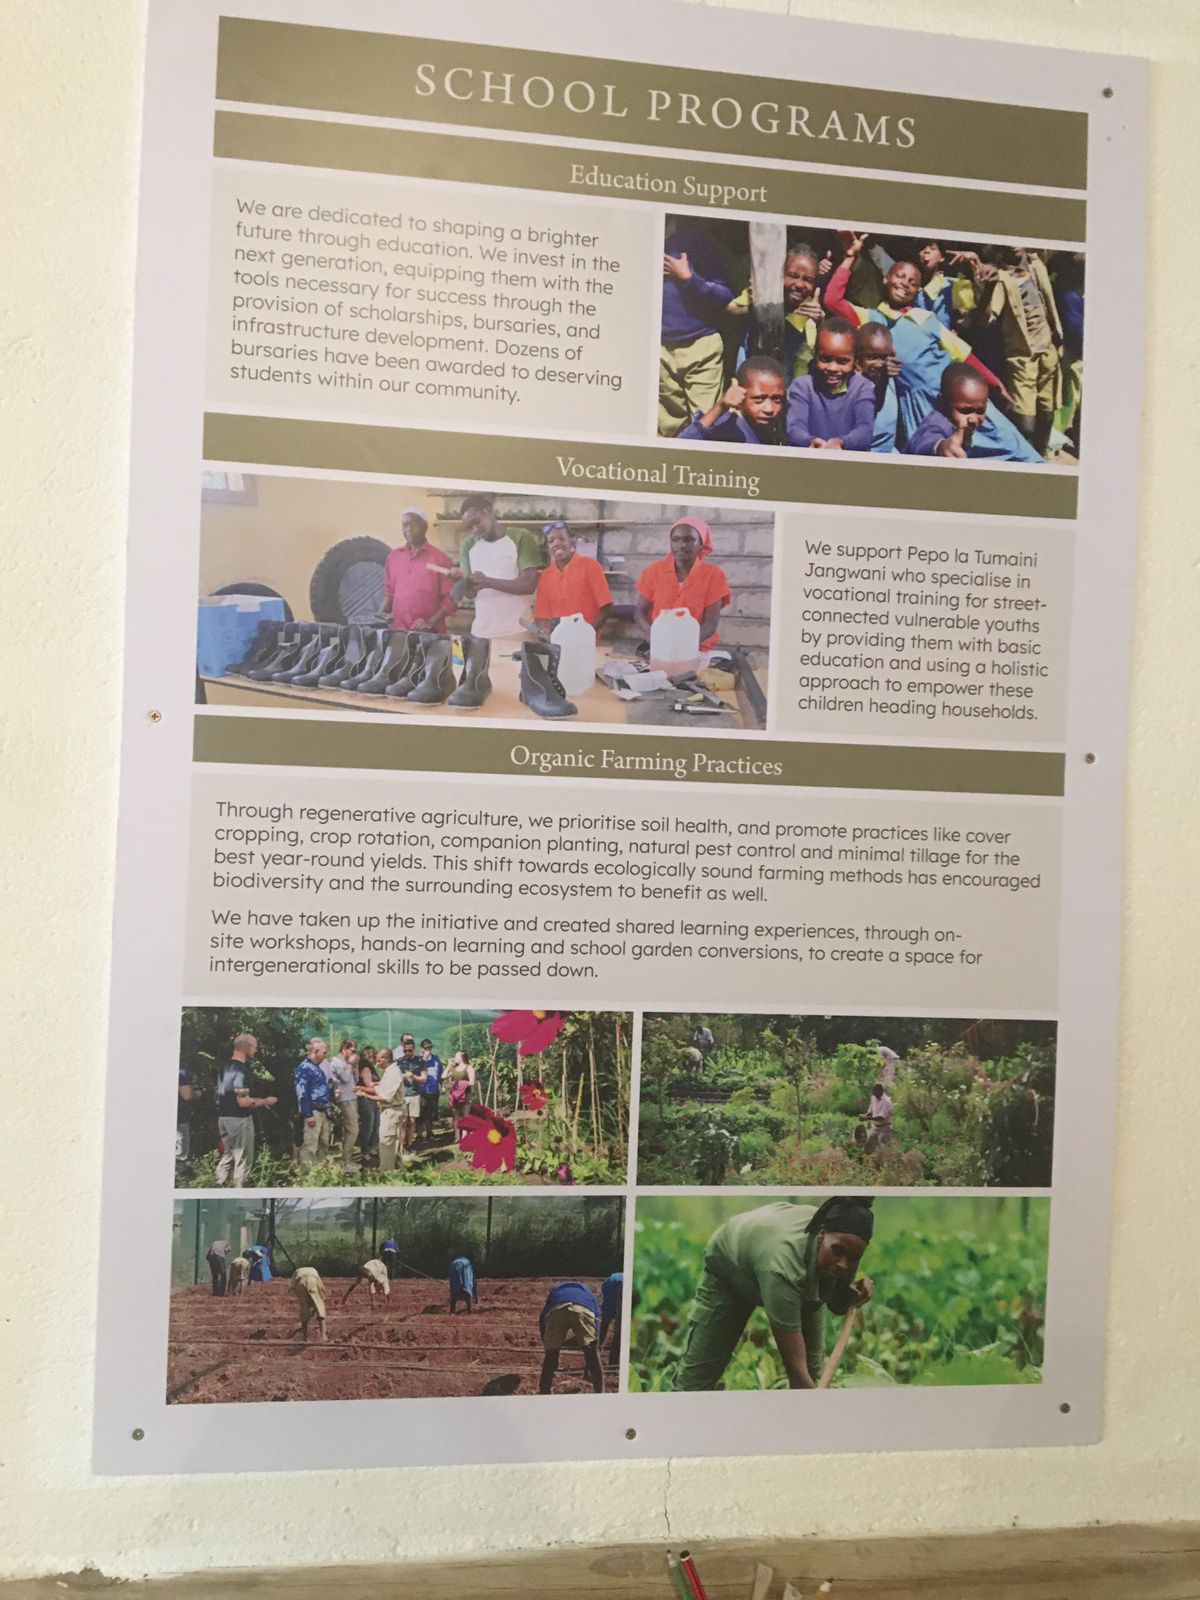 SCHOOL PROGRAMS
Education Support
We are dedicated to shaping a brighter
future through education. We invest in the
next generation, equipping them with the
tools necessary for success through the
provision of scholarships, bursaries, and
infrastructure development. Dozens of
bursaries have been awarded to deserving
students within our community.
Vocational Training
We support Pepo la Tumaini
Jangwani who specialise in
vocational training for street-
connected vulnerable youths
by providing them with basic
education and using a holistic
approach to empower these
children heading households.
Organic Farming Practices
Through regenerative agriculture, we prioritise soil health, and promote practices like cover
cropping, crop rotation, companion planting, natural pest control and minimal tillage for the
best year-round yields. This shift towards ecologically sound farming methods has encouraged
biodiversity and the surrounding ecosystem to benefit as well.
We have taken up the initiative and created shared learning experiences, through on-
site workshops, hands-on learning and school garden conversions, to create a space for
intergenerational skills to be passed down.